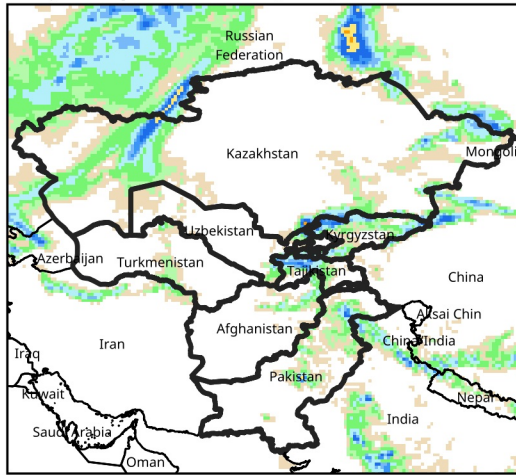 Russian
Federation
Kazakhstan
Mongoli
Uzbekistan
Kyrgyzstan
Azerbaijan
Turkmenistan
Tajikistan
China
Aksai Chin
Afghanistan
Iran
China/India
Iraq
Pakistan
Kuwait
Nepal
India
Saudi Arabia
Oman